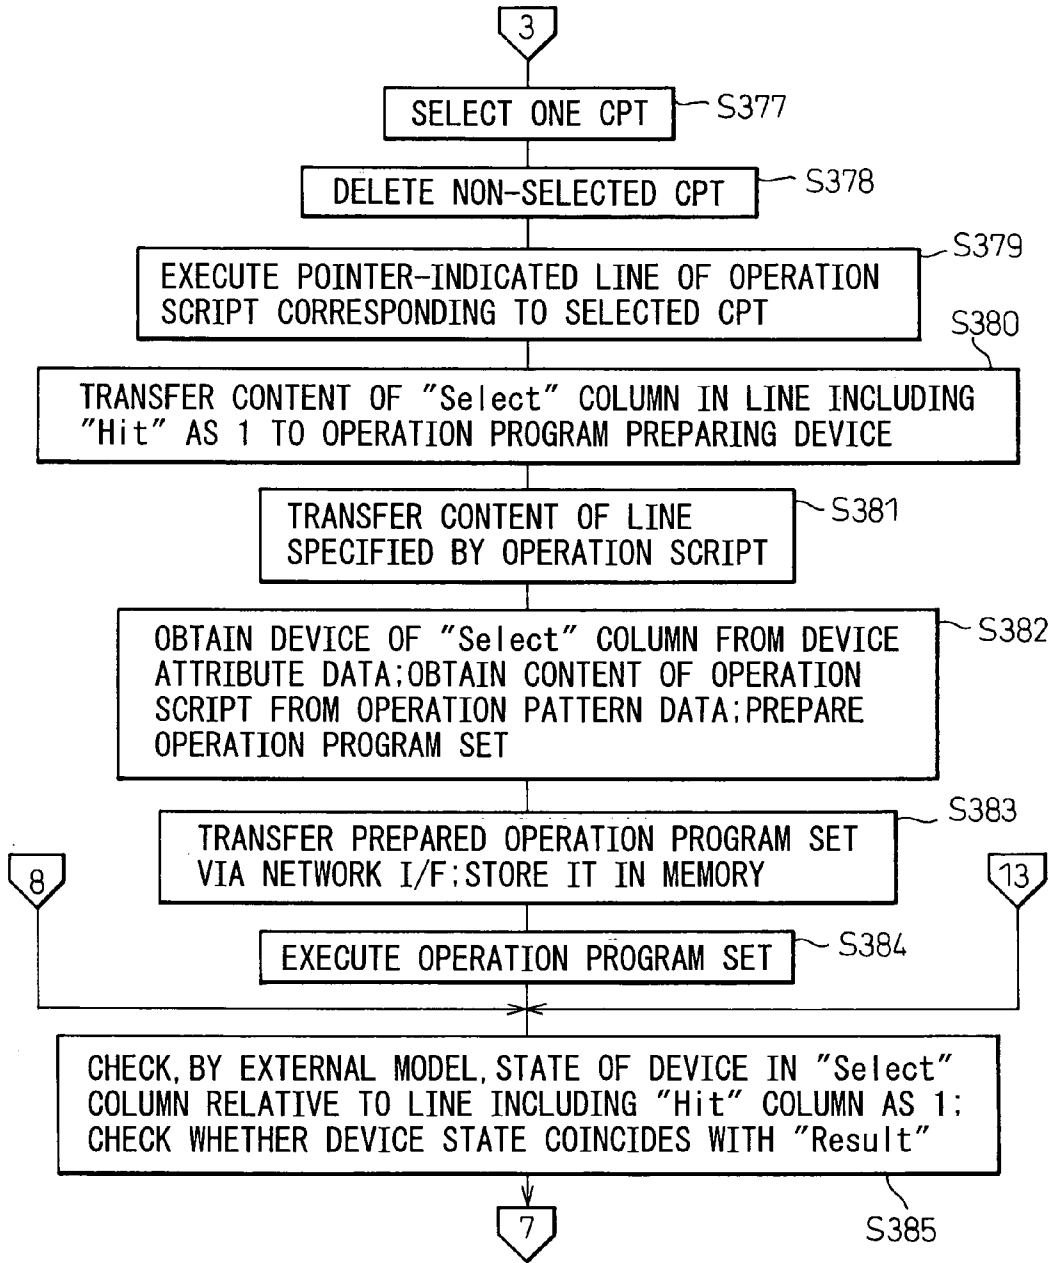 3
SELECT ONE CPT
S377
DELETE NON-SELECTED CPT
S378
EXECUTE POINTER-INDICATED LINE OF OPERATION
SCRIPT CORRESPONDING TO SELECTED CPT
S379
TRANSFER CONTENT OF "Select" COLUMN IN LINE INCLUDING
"Hit" AS 1 TO OPERATION PROGRAM PREPARING DEVICE
S380
TRANSFER CONTENT OF LINE
SPECIFIED BY OPERATION SCRIPT
S381
OBTAIN DEVICE OF "Select" COLUMN FROM DEVICE
ATTRIBUTE DATA;OBTAIN CONTENT OF OPERATION
SCRIPT FROM OPERATION PATTERN DATA;PREPARE
OPERATION PROGRAM SET
S382
TRANSFER PREPARED OPERATION PROGRAM SET
VIA NETWORK I/F;STORE IT IN MEMORY
S383
8
13
EXECUTE OPERATION PROGRAM SET
S384
CHECK, BY EXTERNAL MODEL, STATE OF DEVICE IN "Select"
COLUMN RELATIVE TO LINE INCLUDING "Hit" COLUMN AS 1;
CHECK WHETHER DEVICE STATE COINCIDES WITH "Result"
S385
7